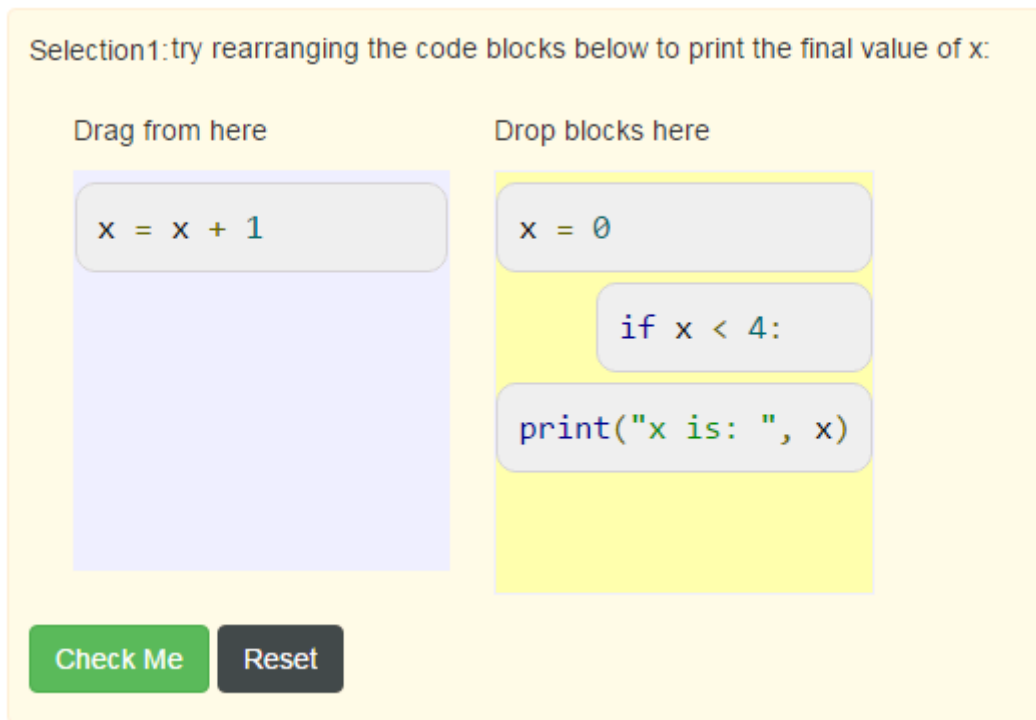 Selection1:try rearranging the code blocks below to print the final value of x:
Drag from here
Drop blocks here
x = x + 1
x = 0
if x < 4:
print("x is: ", x)
Check Me
Reset